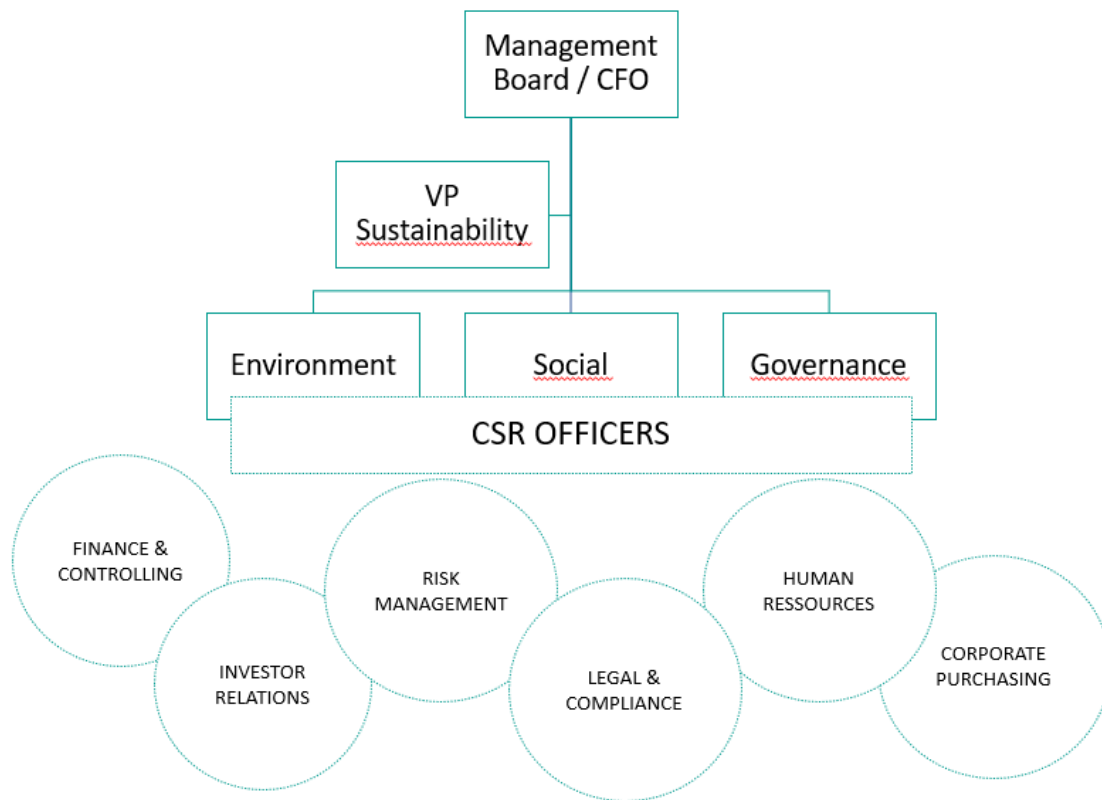 Management
Board / CFO
VP
Sustainability
Environment
Social
Governance
CSR OFFICERS
FINANCE &
CONTROLLING
INVESTOR
RELATIONS
RISK
MANAGEMENT
LEGAL &
COMPLIANCE
HUMAN
RESSOURCES
CORPORATE
PURCHASING